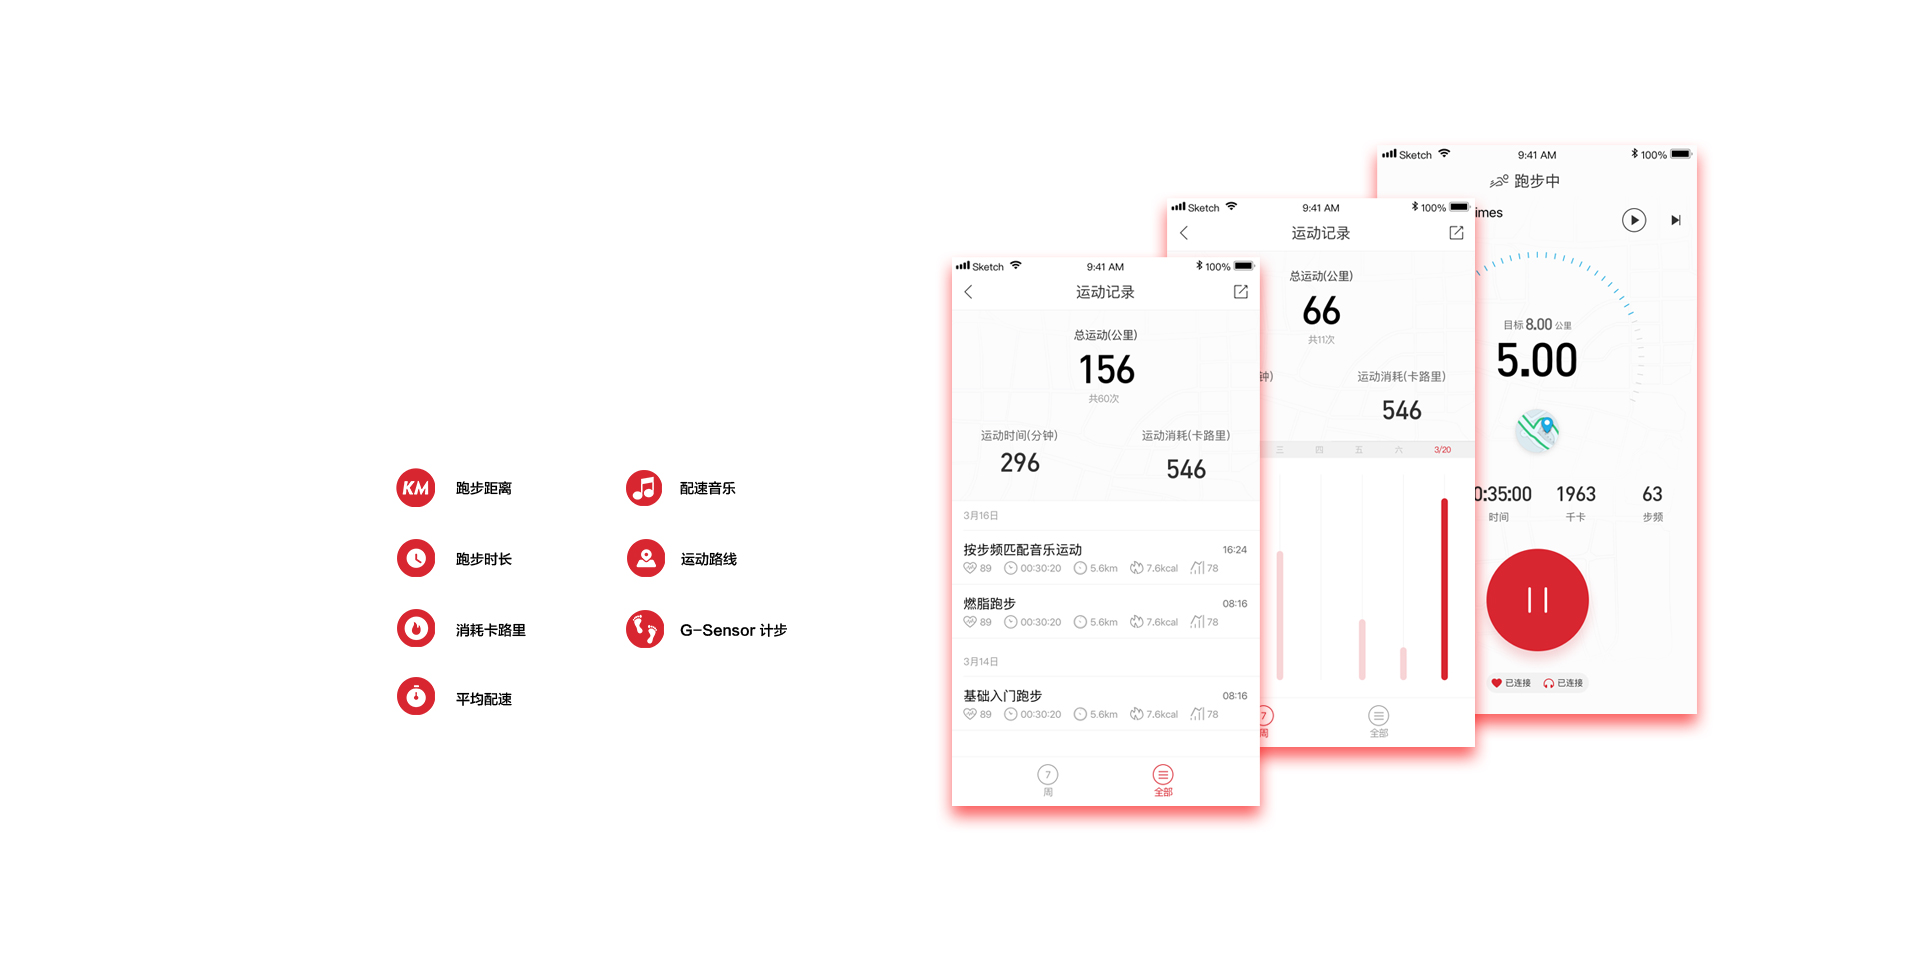 KM 跑步距离
配速音乐
跑步时长
运动路线
消耗卡路里
G-Sensor 计步
平均配速
Sketch 9:41 AM 100%
运动记录
总运动(公里)
156
共60次
运动时间(分钟) 运动消耗(卡路里)
296 546
3月16日
按步频匹配音乐运动 16:24
89 00:30:20 5.6km 7.6kcal 78
燃脂跑步 08:16
89 00:30:20 5.6km 7.6kcal 78
3月14日
基础入门跑步 08:16
89 00:30:20 5.6km 7.6kcal 78
7
周 全部
Sketch 9:41 AM 100%
运动记录
总运动(公里)
66
共11次
钟) 运动消耗(卡路里)
546
三 四 五 六 3/20
7
周 全部
Sketch 9:41 AM 100%
跑步中
imes
目标 8.00 公里
5.00
0:35:00 1963 63
时间 千卡 步频
已连接 已连接